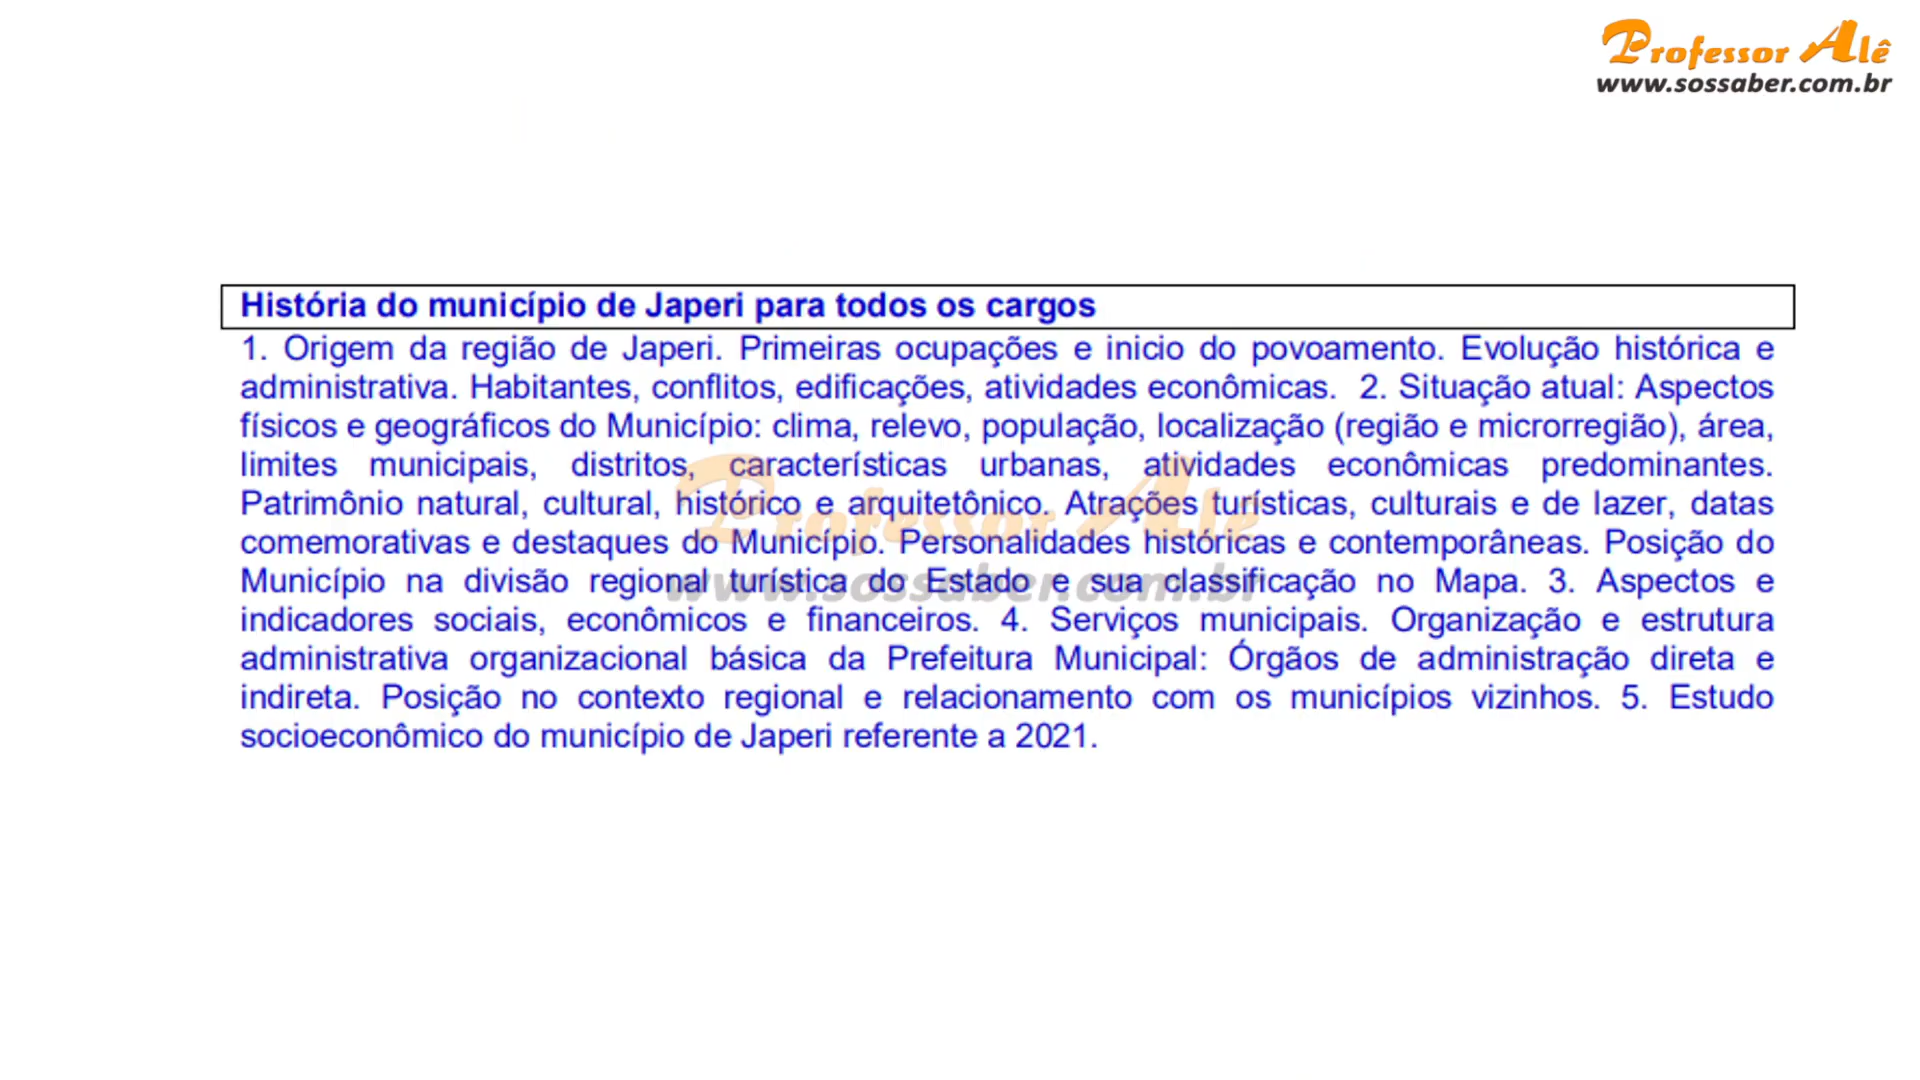 Professor Alê
www.sossaber.com.br
História do município de Japeri para todos os cargos
1. Origem da região de Japeri. Primeiras ocupações e inicio do povoamento. Evolução histórica e
administrativa. Habitantes, conflitos, edificações, atividades econômicas. 2. Situação atual: Aspectos
físicos e geográficos do Município: clima, relevo, população, localização (região e microrregião), área,
limites municipais, distritos, características urbanas, atividades econômicas predominantes.
Patrimônio natural, cultural, histórico e arquitetônico. Atrações turísticas, culturais e de lazer, datas
comemorativas e destaques do Município. Personalidades históricas e contemporâneas. Posição do
Município na divisão regional turística do Estado e sua classificação no Mapa. 3. Aspectos e
indicadores sociais, econômicos e financeiros. 4. Serviços municipais. Organização e estrutura
administrativa organizacional básica da Prefeitura Municipal: Órgãos de administração direta e
indireta. Posição no contexto regional e relacionamento com os municípios vizinhos. 5. Estudo
socioeconômico do município de Japeri referente a 2021.
Professor Alê
www.sossaber.com.br